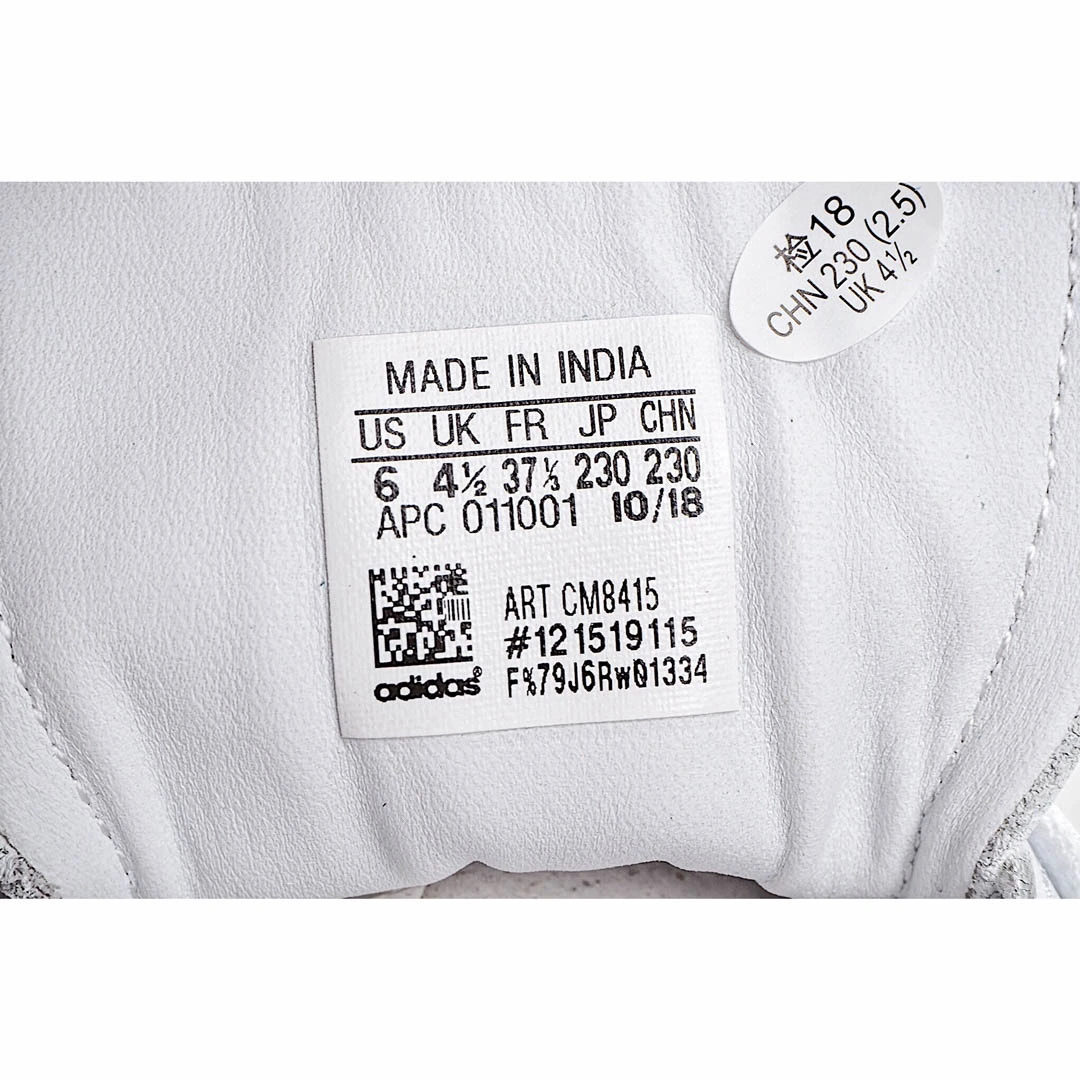 检18
CHN 230 (2.5)
UK 4½
MADE IN INDIA
US UK FR JP CHN
6 4½ 37⅓ 230 230
APC 011001 10/18
ART CM8415
#121519115
adidas® F%79J6RW01334